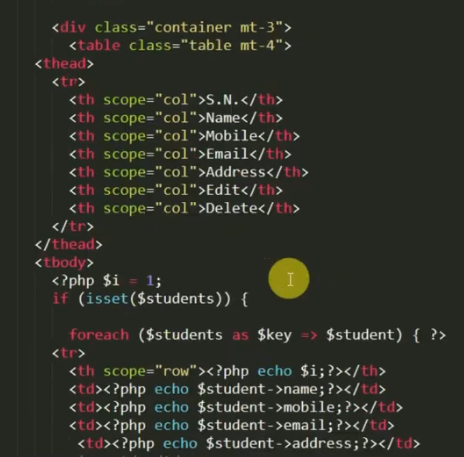 <div class="container mt-3">
<table class="table mt-4">
<thead>
<tr>
<th scope="col">S.N.</th>
<th scope="col">Name</th>
<th scope="col">Mobile</th>
<th scope="col">Email</th>
<th scope="col">Address</th>
<th scope="col">Edit</th>
<th scope="col">Delete</th>
</tr>
</thead>
<tbody>
<?php $i = 1;
if (isset($students)) {
foreach ($students as $key => $student) { ?>
<tr>
<th scope="row"><?php echo $i;?></th>
<td><?php echo $student->name;?></td>
<td><?php echo $student->mobile;?></td>
<td><?php echo $student->email;?></td>
<td><?php echo $student->address;?></td>